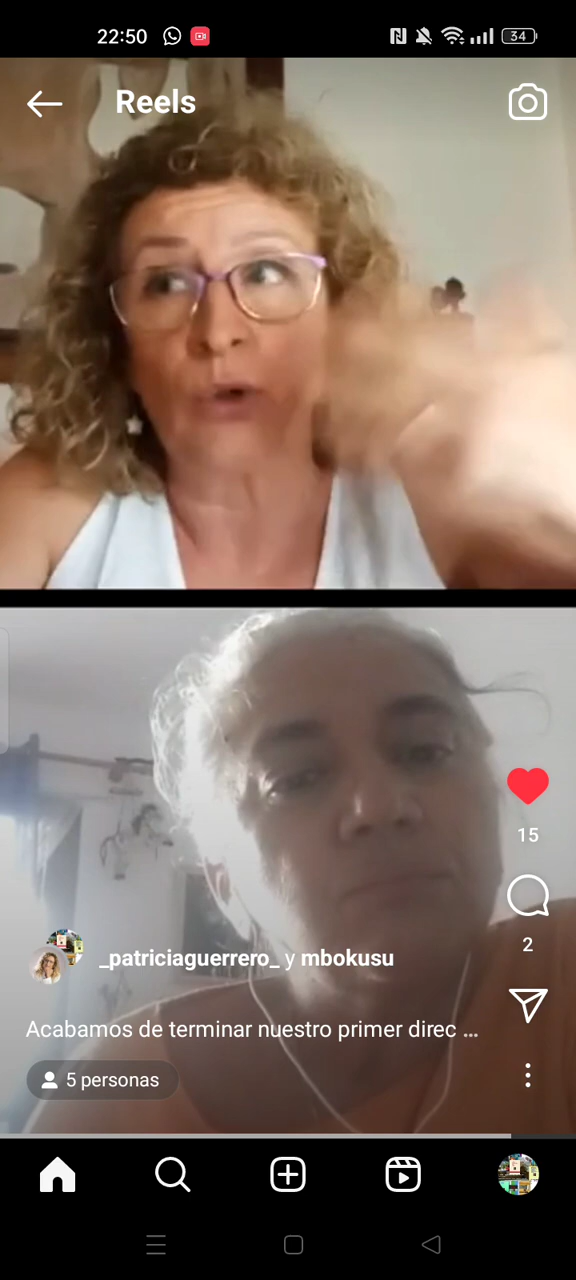 22:50
34
Reels
15
2
_patriciaguerrero_ y mbokusu
Acabamos de terminar nuestro primer direc ...
5 personas